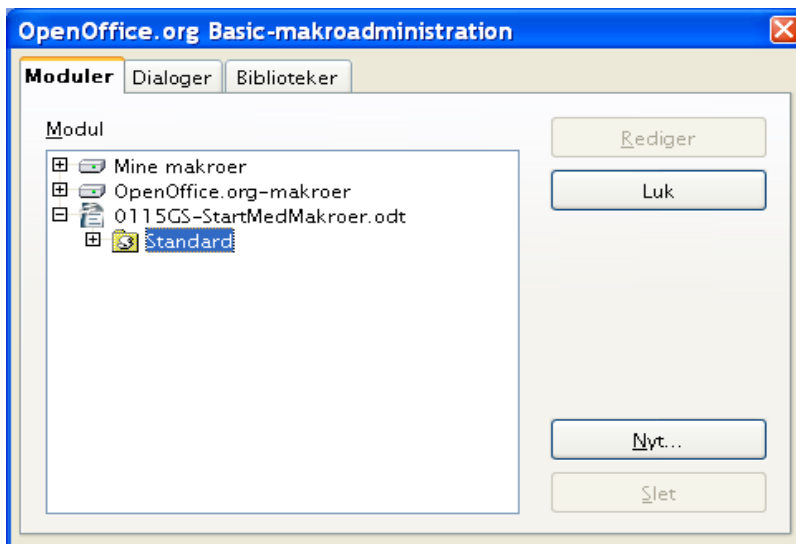 OpenOffice.org Basic-makroadministration
Moduler Dialoger Biblioteker
Modul
Mine makroer
OpenOffice.org-makroer
0115GS-StartMedMakroer.odt
Standard
Rediger
Luk
Nyt...
Slet